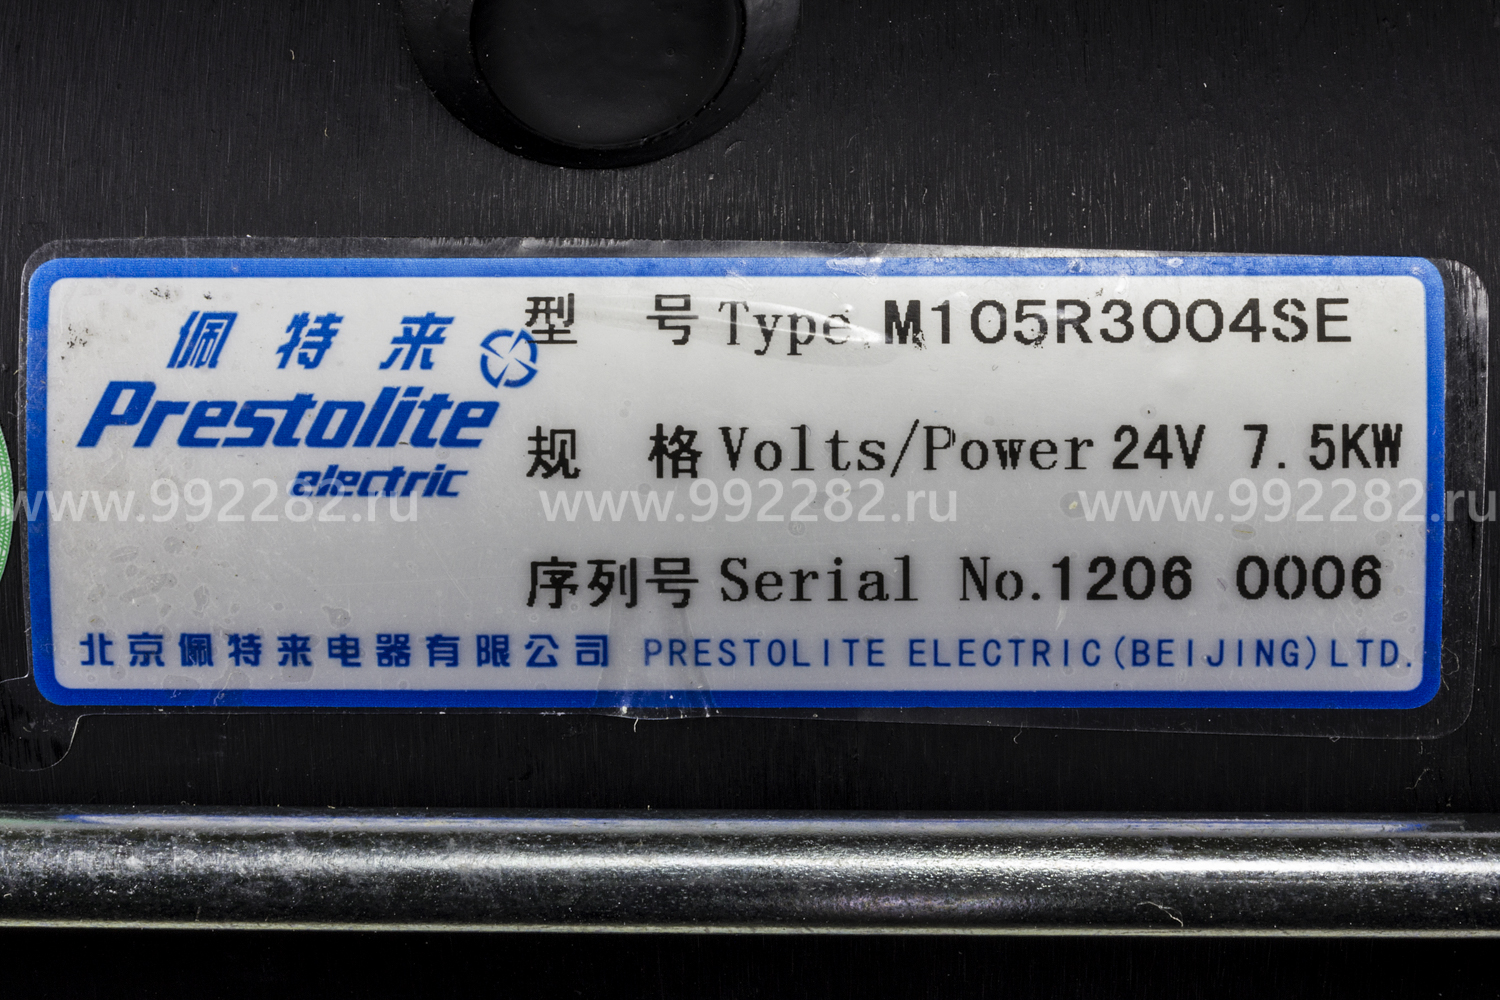 佩特来
Prestolite
electric
型 号 Type M105R3004SE
规 格 Volts/Power 24V 7.5KW
www.992282.ru www.992282.ru www.992282.ru
序列号 Serial No. 1206 0006
北京佩特来电器有限公司 PRESTOLITE ELECTRIC (BEIJING) LTD.